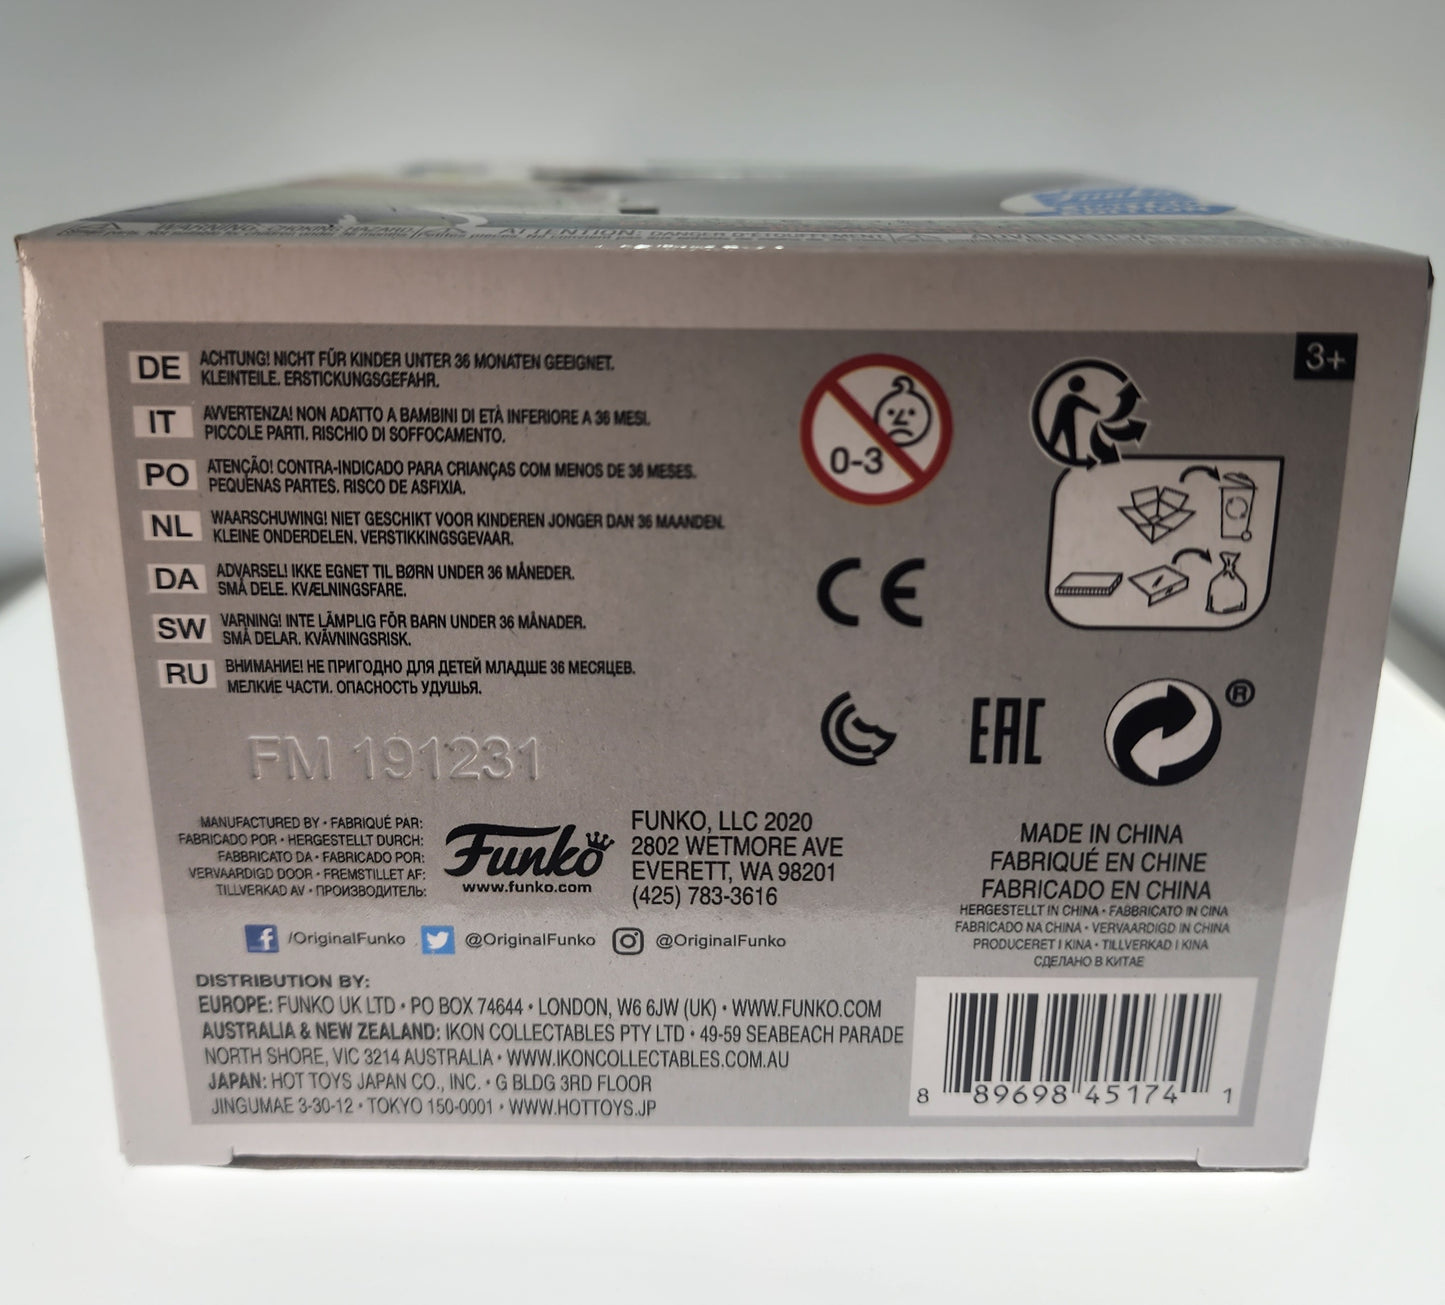 WARNING: CHOKING HAZARD
ATTENTION: DANGER D'ÉTOUFFEMENT
3+
DE ACHTUNG! NICHT FÜR KINDER UNTER 36 MONATEN GEEIGNET.
KLEINTEILE. ERSTICKUNGSGEFAHR.
IT AVVERTENZA! NON ADATTO A BAMBINI DI ETÀ INFERIORE A 36 MESI.
PICCOLE PARTI. RISCHIO DI SOFFOCAMENTO.
PO ATENÇÃO! CONTRA-INDICADO PARA CRIANÇAS COM MENOS DE 36 MESES.
PEQUENAS PARTES. RISCO DE ASFIXIA.
NL WAARSCHUWING! NIET GESCHIKT VOOR KINDEREN JONGER DAN 36 MAANDEN.
KLEINE ONDERDELEN. VERSTIKKINGSGEVAAR.
DA ADVARSEL! IKKE EGNET TIL BØRN UNDER 36 MÅNEDER.
SMÅ DELE. KVÆLNINGSFARE.
SW VARNING! INTE LÄMPLIG FÖR BARN UNDER 36 MÅNADER.
SMÅ DELAR. KVÄVNINGSRISK.
RU ВНИМАНИЕ! НЕ ПРИГОДНО ДЛЯ ДЕТЕЙ МЛАДШЕ 36 МЕСЯЦЕВ.
МЕЛКИЕ ЧАСТИ. ОПАСНОСТЬ УДУШЬЯ.
0-3
CE
EAC
®
FM 191231
MANUFACTURED BY • FABRIQUÉ PAR:
FABRICADO POR • HERGESTELLT DURCH:
FABBRICATO DA • FABRICADO POR:
VERVAARDIGD DOOR • FREMSTILLET AF:
TILLVERKAD AV • ПРОИЗВОДИТЕЛЬ:
Funko
www.funko.com
FUNKO, LLC 2020
2802 WETMORE AVE
EVERETT, WA 98201
(425) 783-3616
/OriginalFunko @OriginalFunko @OriginalFunko
MADE IN CHINA
FABRIQUÉ EN CHINE
FABRICADO EN CHINA
HERGESTELLT IN CHINA • FABBRICATO IN CINA
FABRICADO NA CHINA • VERVAARDIGD IN CHINA
PRODUCERET I KINA • TILLVERKAD I KINA
СДЕЛАНО В КИТАЕ
DISTRIBUTION BY:
EUROPE: FUNKO UK LTD • PO BOX 74644 • LONDON, W6 6JW (UK) • WWW.FUNKO.COM
AUSTRALIA & NEW ZEALAND: IKON COLLECTABLES PTY LTD • 49-59 SEABEACH PARADE
NORTH SHORE, VIC 3214 AUSTRALIA • WWW.IKONCOLLECTABLES.COM.AU
JAPAN: HOT TOYS JAPAN CO., INC. • G BLDG 3RD FLOOR
JINGUMAE 3-30-12 • TOKYO 150-0001 • WWW.HOTTOYS.JP
8 89698 45174 1